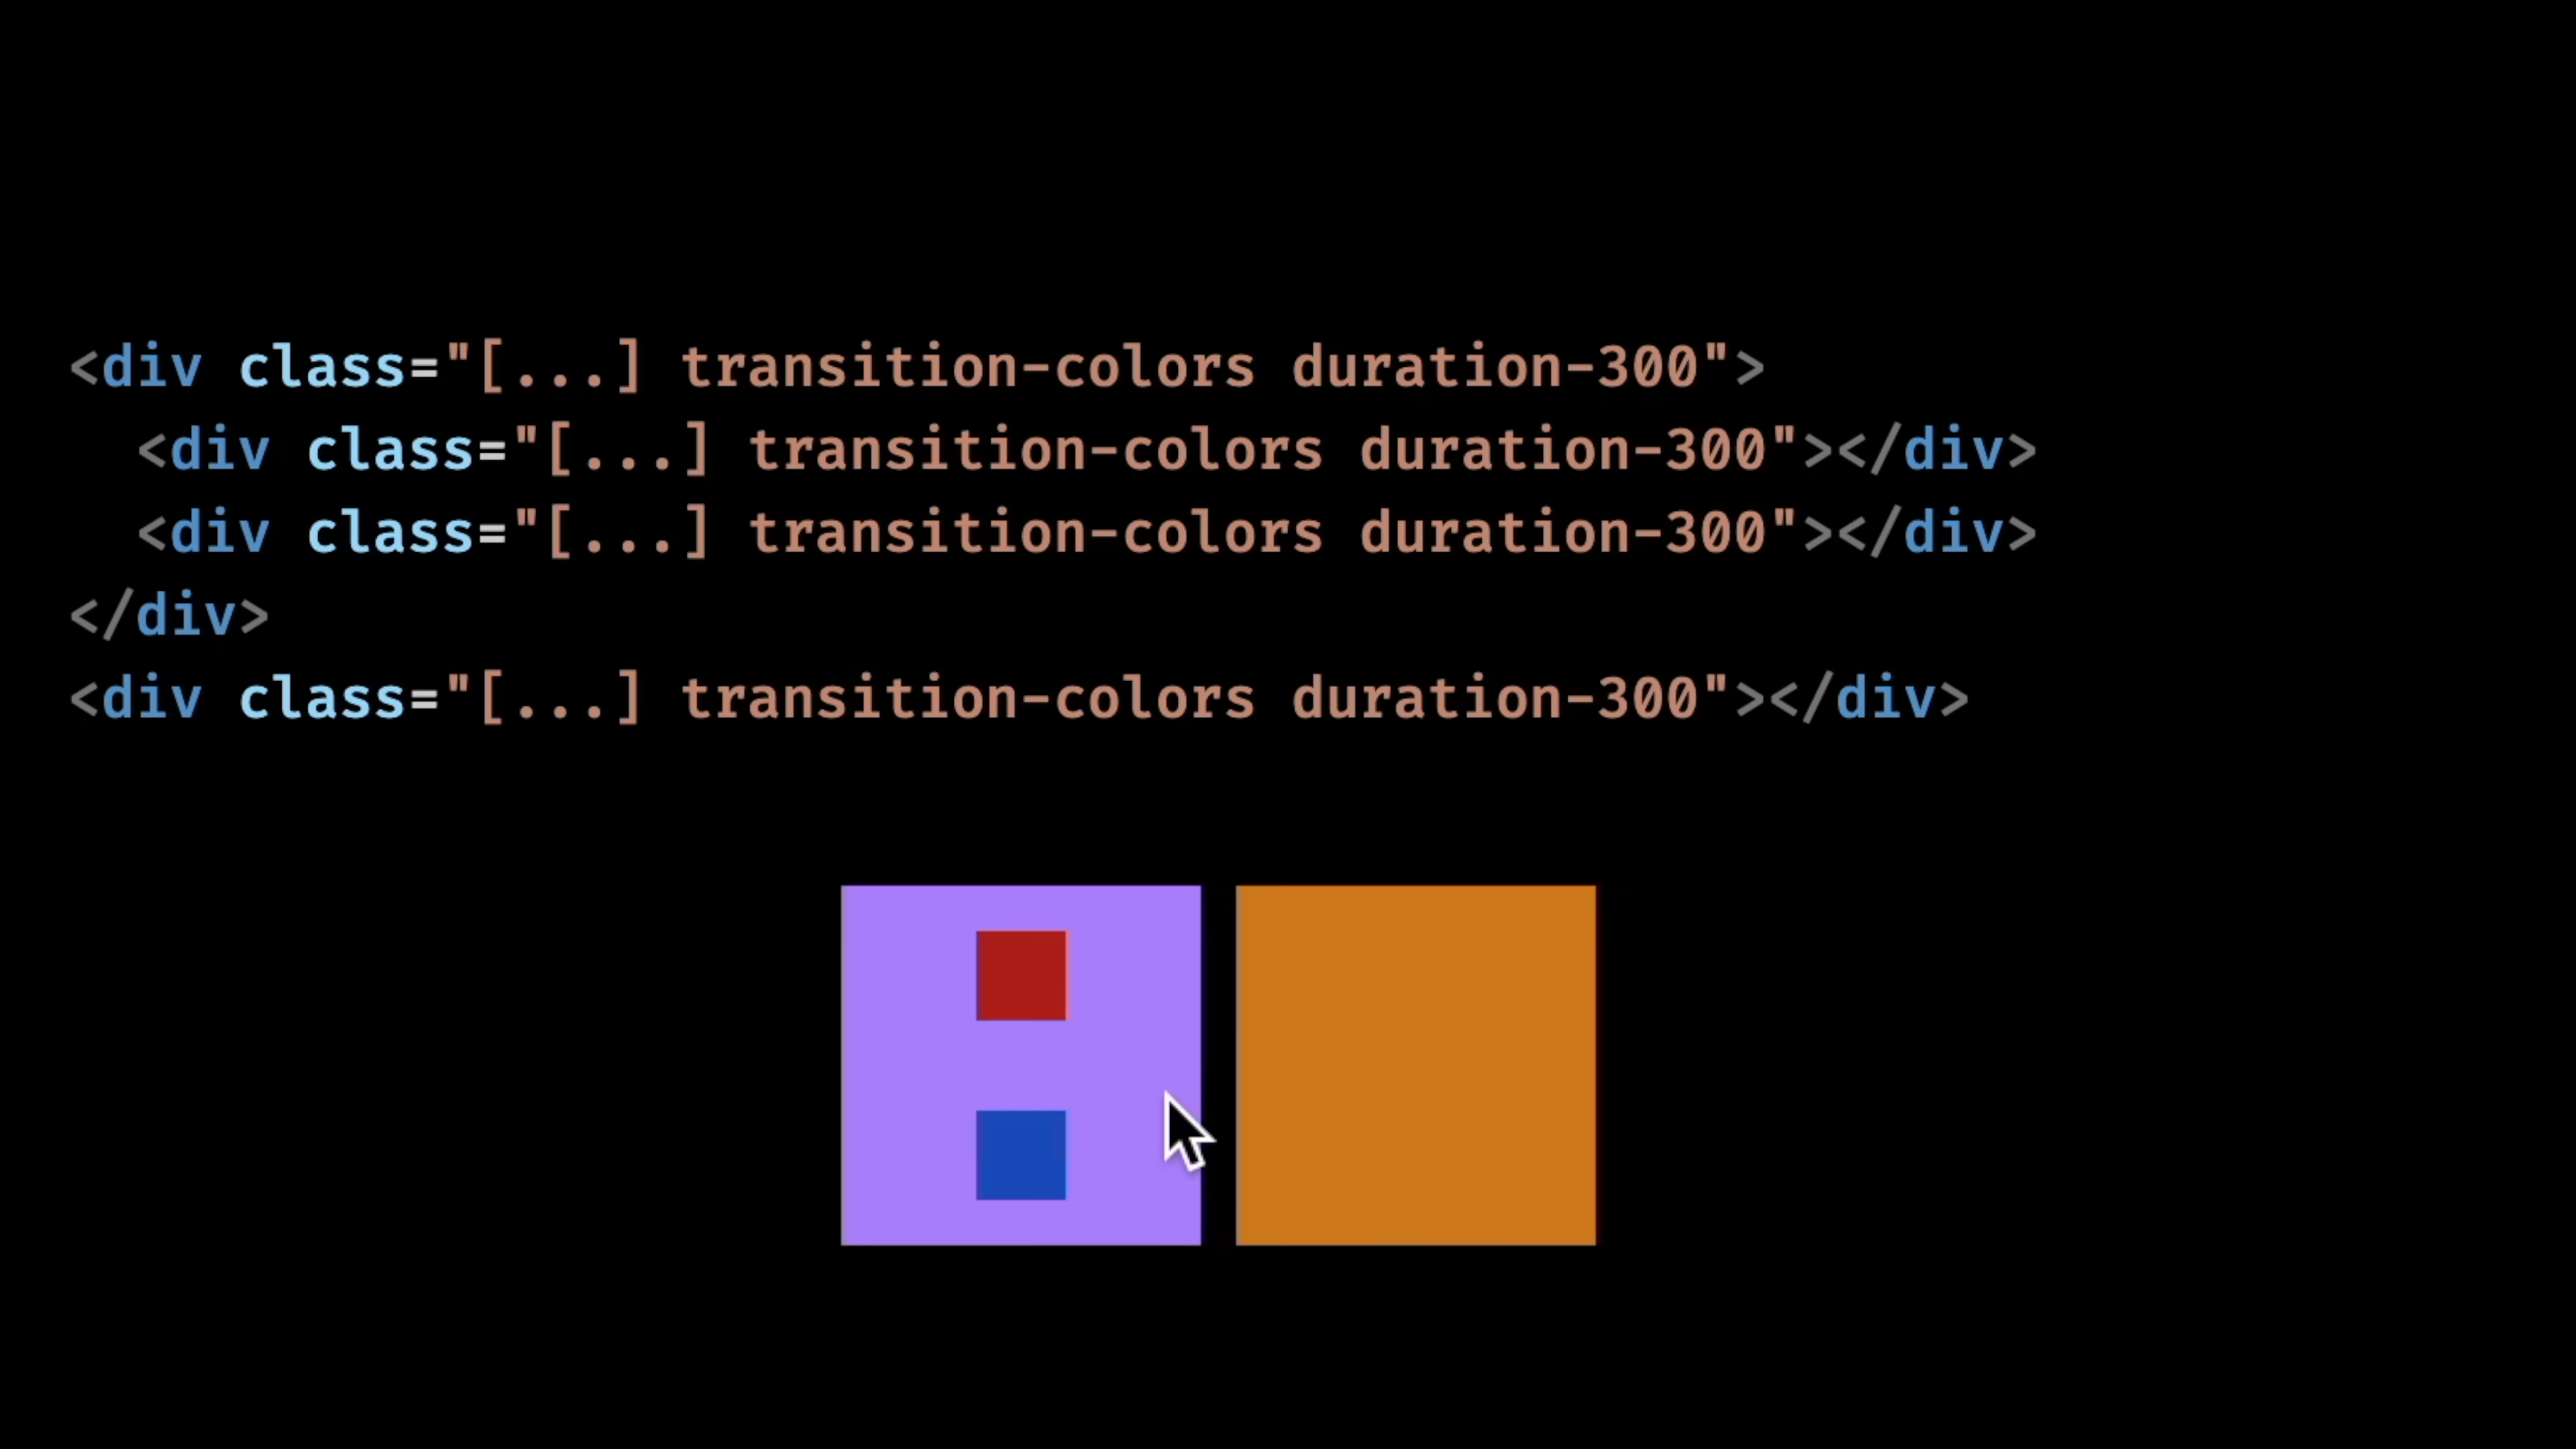 <div class="[...] transition-colors duration-300">
  <div class="[...] transition-colors duration-300"></div>
  <div class="[...] transition-colors duration-300"></div>
</div>
<div class="[...] transition-colors duration-300"></div>